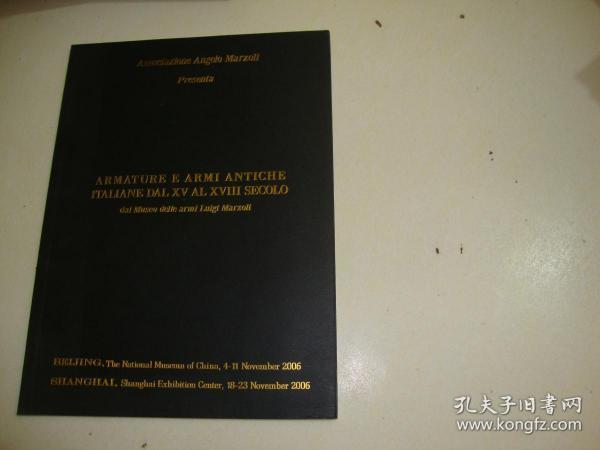 Associazione Angelo Marzoli
Presenta
ARMATURE E ARMI ANTICHE
ITALIANE DAL XV AL XVIII SECOLO
dal Museo delle armi Luigi Marzoli
BEIJING, The National Museum of China, 4-11 November 2006
SHANGHAI, Shanghai Exhibition Center, 18-23 November 2006
孔夫子旧書网
www.kongfz.com